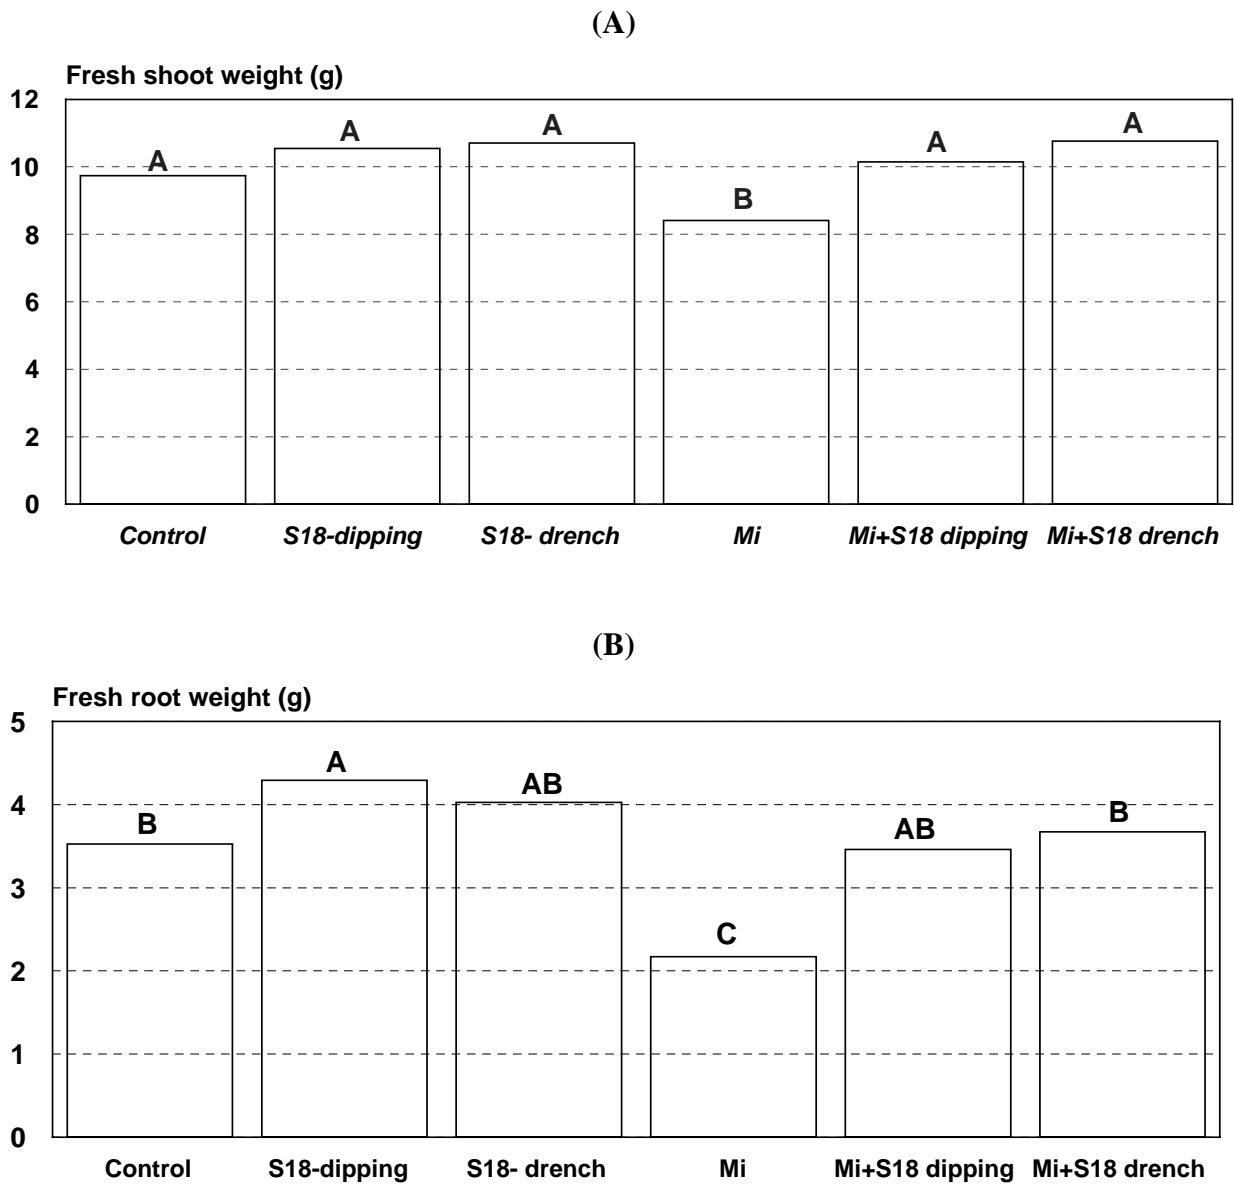 (A)
Fresh shoot weight (g)
12
10
8
6
4
2
0
A
A
A
B
A
A
Control
S18-dipping
S18- drench
Mi
Mi+S18 dipping
Mi+S18 drench
(B)
Fresh root weight (g)
5
4
3
2
1
0
B
A
AB
C
AB
B
Control
S18-dipping
S18- drench
Mi
Mi+S18 dipping
Mi+S18 drench